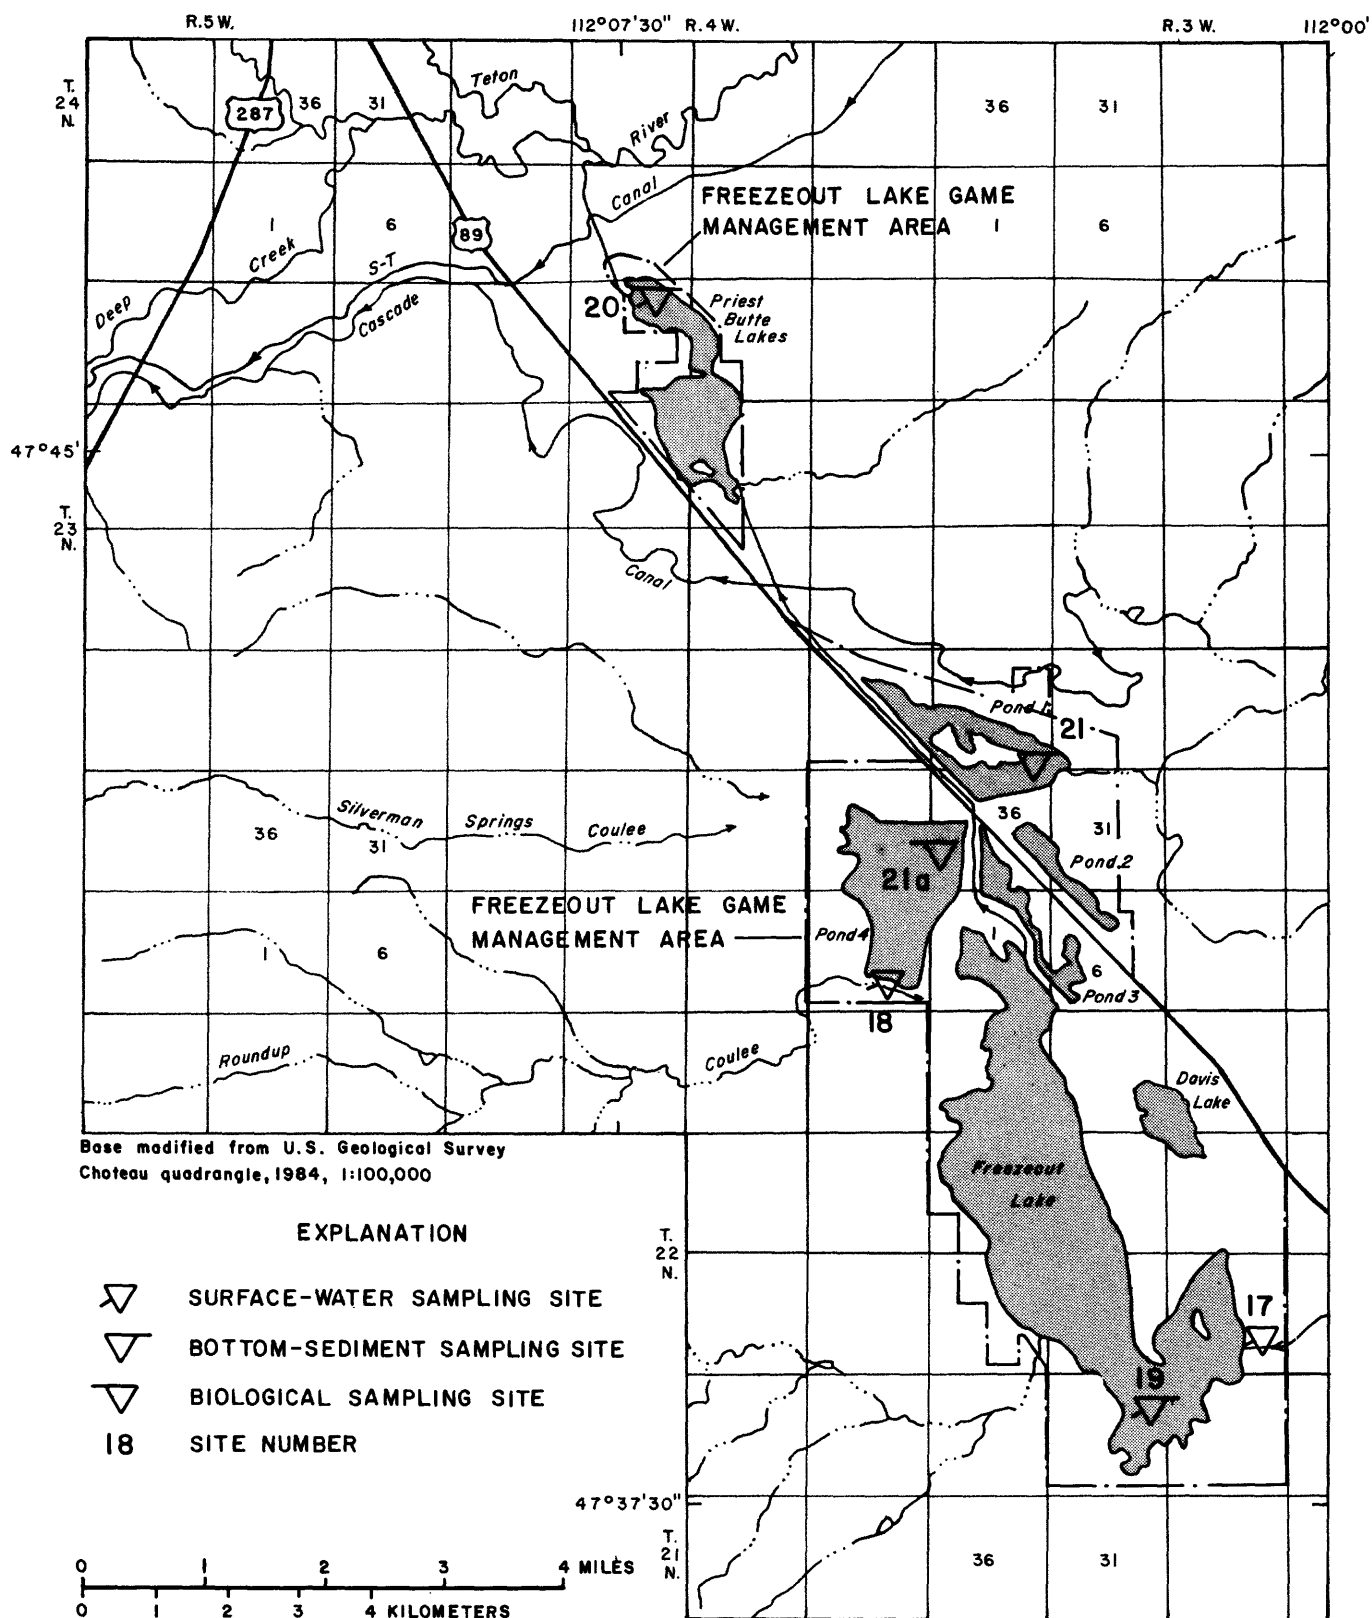 R.5W. 112°07'30" R.4W. R.3W. 112°00'
T.
24
N.
287
36
31
Teton
River
36
31
Canal
FREEZEOUT LAKE GAME
MANAGEMENT AREA
1
6
89
1
6
Creek
S-T
Deep
Cascade
20
Priest
Butte
Lakes
47°45'
T.
23
N.
Canal
Pond 1
21
36
31
Silverman Springs Coulee
36
31
Pond 2
21a
FREEZEOUT LAKE GAME
MANAGEMENT AREA
Pond 4
1
6
1
6
Pond 3
18
Roundup
Coulee
Davis
Lake
Base modified from U.S. Geological Survey
Choteau quadrangle, 1984, 1:100,000
Freezeout
Lake
EXPLANATION
SURFACE-WATER SAMPLING SITE
BOTTOM-SEDIMENT SAMPLING SITE
BIOLOGICAL SAMPLING SITE
18 SITE NUMBER
T.
22
N.
17
19
47°37'30"
T.
21
N.
36
31
0 1 2 3 4 MILES
0 1 2 3 4 KILOMETERS